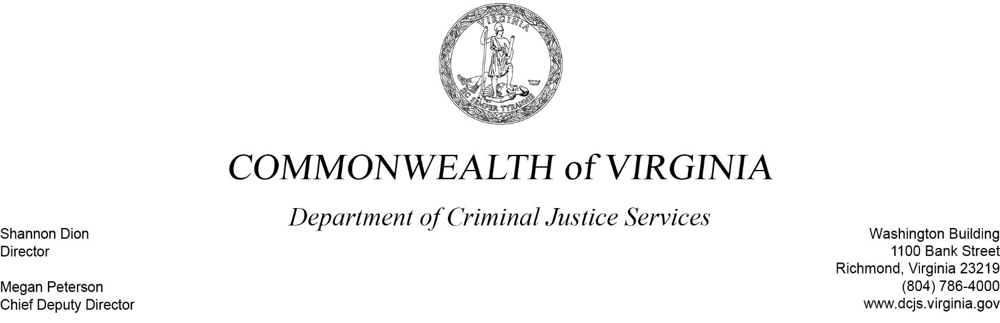 VIRGINIA
SIC SEMPER TYRANNIS
COMMONWEALTH of VIRGINIA
Department of Criminal Justice Services
Shannon Dion
Director
Megan Peterson
Chief Deputy Director
Washington Building
1100 Bank Street
Richmond, Virginia 23219
(804) 786-4000
www.dcjs.virginia.gov